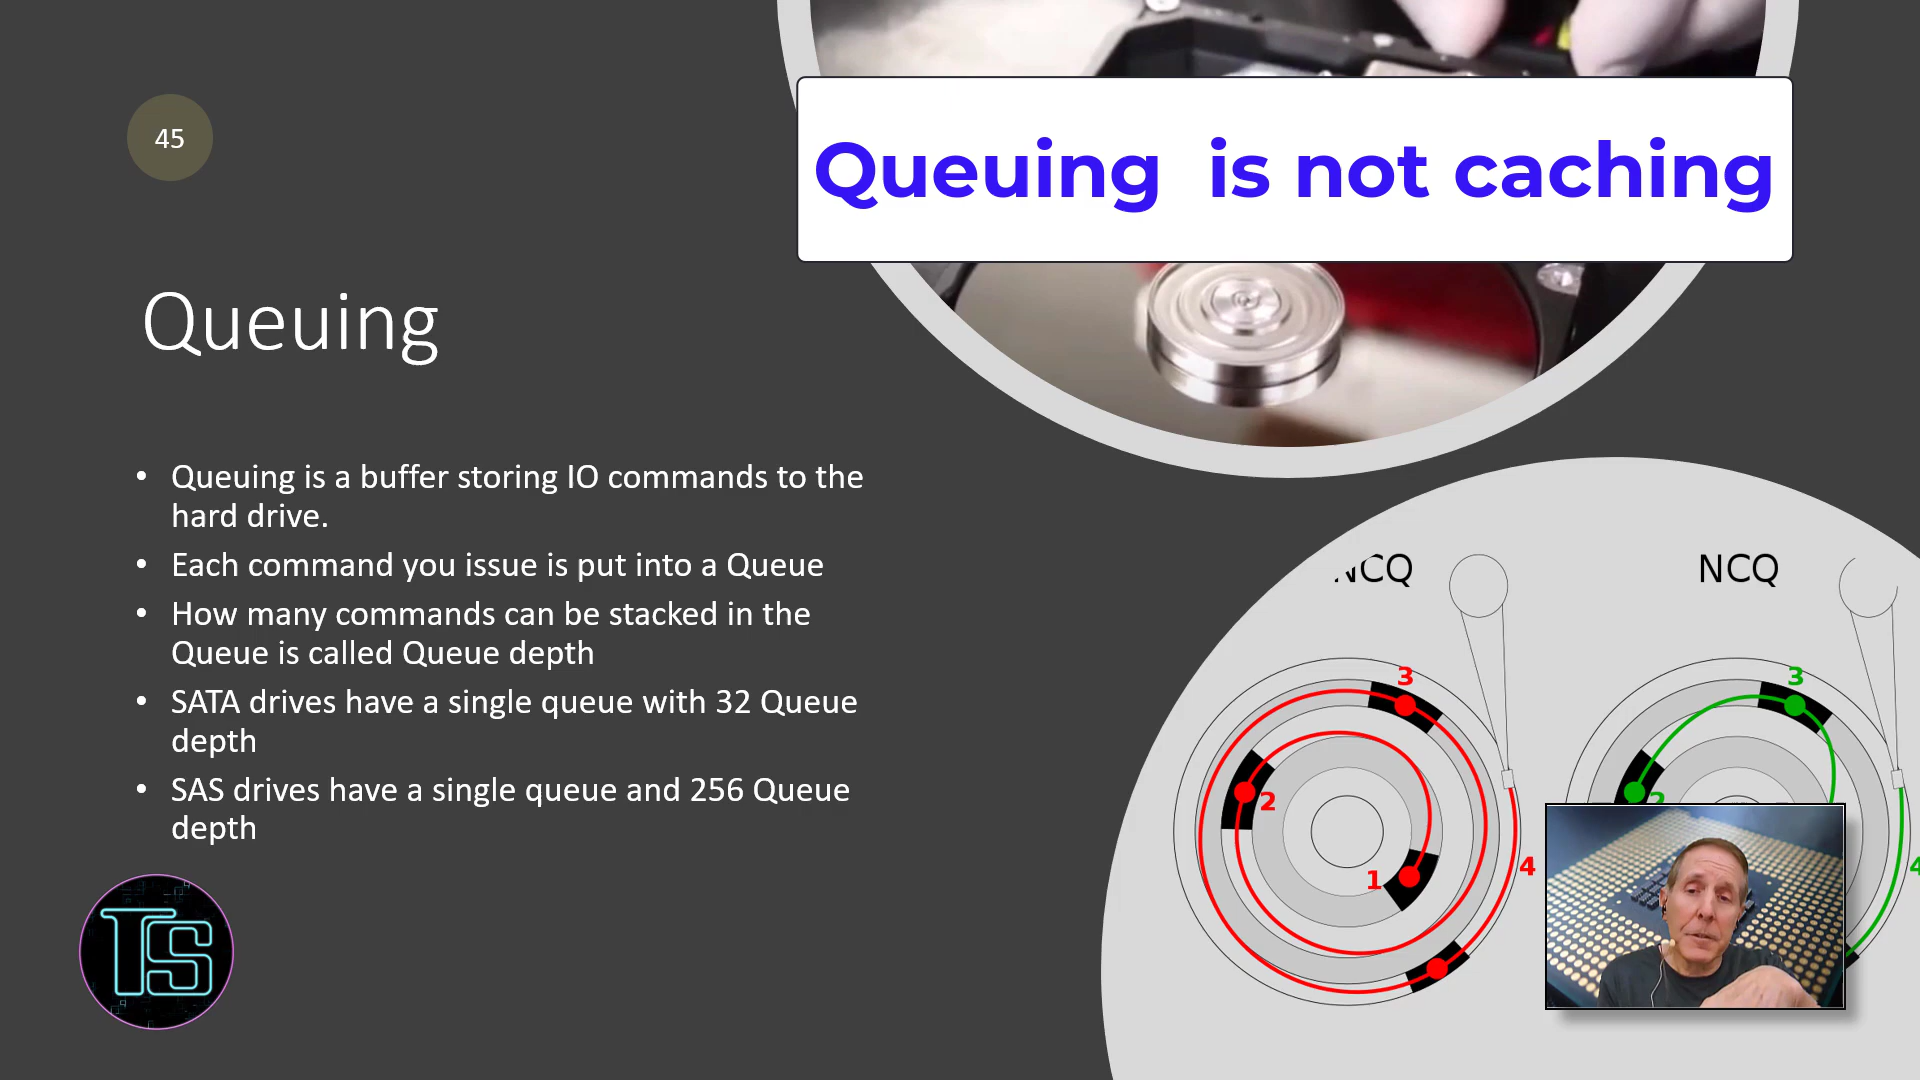 45
Queuing is not caching
Queuing
• Queuing is a buffer storing IO commands to the
hard drive.
• Each command you issue is put into a Queue
• How many commands can be stacked in the
Queue is called Queue depth
• SATA drives have a single queue with 32 Queue
depth
• SAS drives have a single queue and 256 Queue
depth
NCQ
3
2
1
4
NCQ
3
2
4
TS